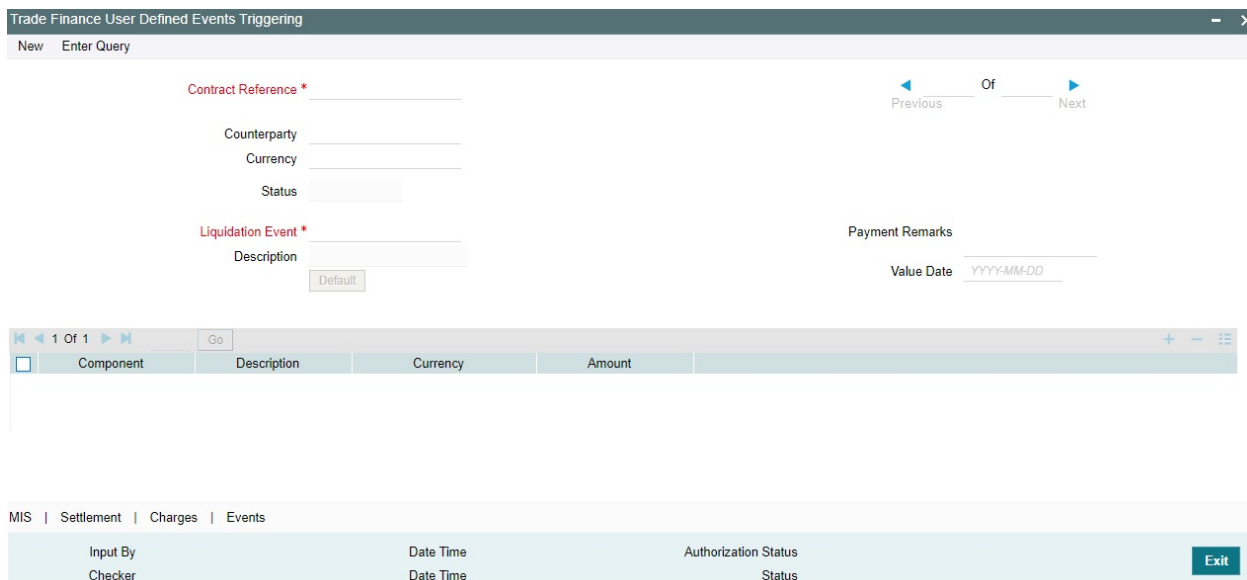 Trade Finance User Defined Events Triggering
New Enter Query
Contract Reference *
Of
Previous Next
Counterparty
Currency
Status
Liquidation Event *
Payment Remarks
Description
Value Date YYYY-MM-DD
Default
1 Of 1 Go
Component Description Currency Amount
MIS | Settlement | Charges | Events
Input By Date Time Authorization Status
Exit
Checker Date Time Status